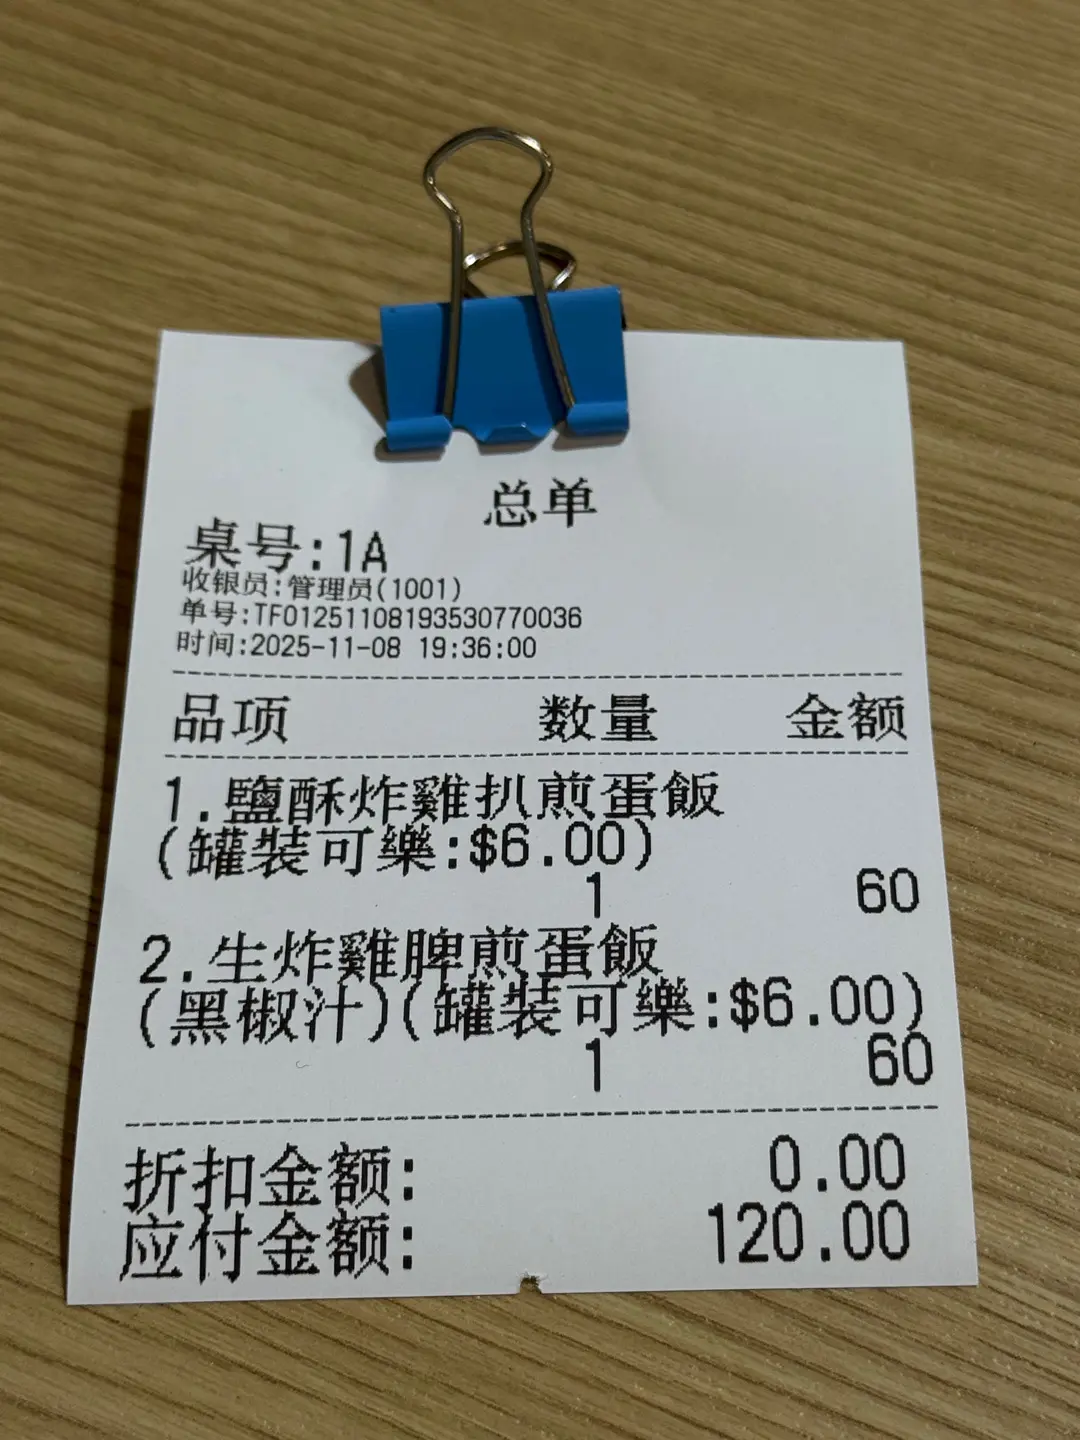 总单
桌号:1A
收银员:管理员(1001)
单号:TF01251108193530770036
时间:2025-11-08 19:36:00
品项 数量 金额
1.鹽酥炸雞扒煎蛋飯
(罐裝可樂:$6.00)
1 60
2.生炸雞脾煎蛋飯
(黑椒汁)(罐裝可樂:$6.00)
1 60
折扣金额: 0.00
应付金额: 120.00